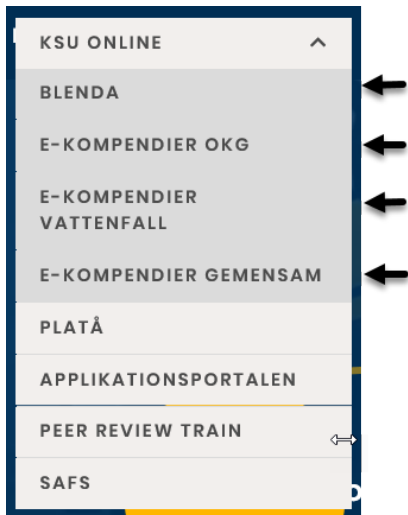 KSU ONLINE
BLENDA
E-KOMPENDIER OKG
E-KOMPENDIER
VATTENFALL
E-KOMPENDIER GEMENSAM
PLATÅ
APPLIKATIONSPORTALEN
PEER REVIEW TRAIN
SAFS